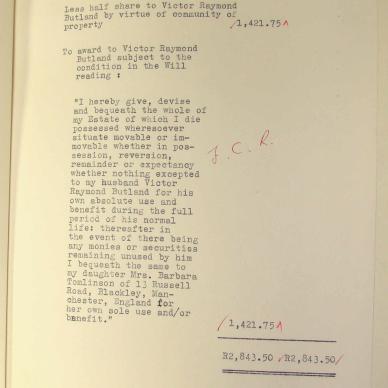 Less half share to Victor Raymond
Butland by virtue of community of
property 1,421.75
To award to Victor Raymond
Butland subject to the
condition in the Will
reading :
"I hereby give, devise
and bequeath the whole of
my Estate of which I die
possessed wheresoever
situate movable or im-
movable whether in pos-
session, reversion,
remainder or expectancy
whether nothing excepted
to my husband Victor
Raymond Butland for his
own absolute use and
benefit during the full
period of his normal
life: thereafter in
the event of there being
any monies or securities
remaining unused by him
I bequeath the same to
my daughter Mrs. Barbara
Tomlinson of 13 Russell
Road, Blackley, Man-
chester, England for
her own sole use and/or
benefit." 1,421.75
J. C. R.
R2,843.50 R2,843.50